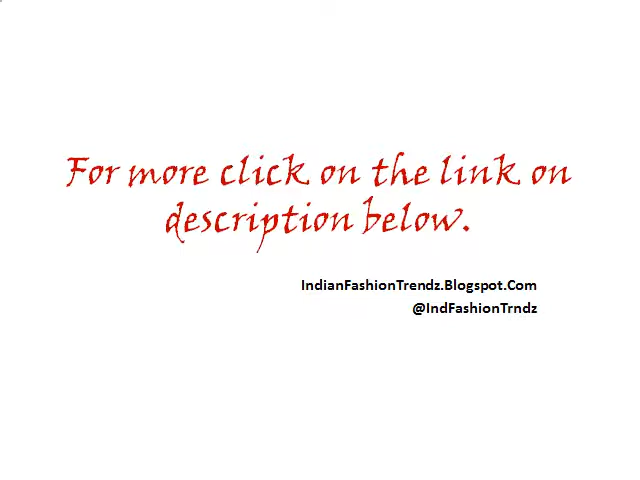 For more click on the link on
description below.
IndianFashionTrendz.Blogspot.Com
@IndFashionTrndz